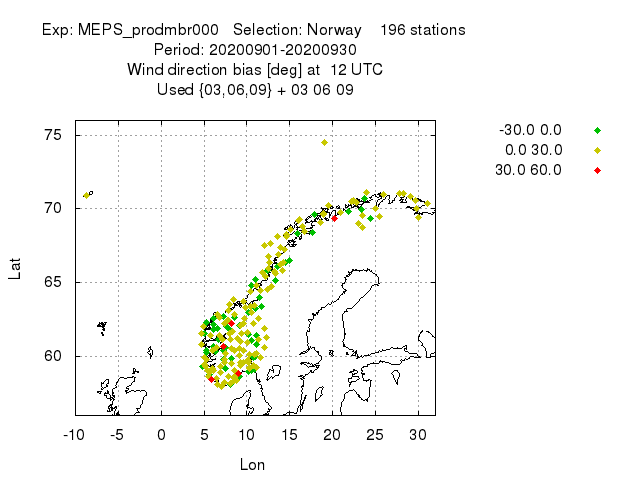 Exp: MEPS_prodmbr000 Selection: Norway 196 stations
Period: 20200901-20200930
Wind direction bias [deg] at 12 UTC
Used {03,06,09} + 03 06 09
-30.0 0.0
0.0 30.0
30.0 60.0
75
70
65
60
Lat
-10 -5 0 5 10 15 20 25 30
Lon